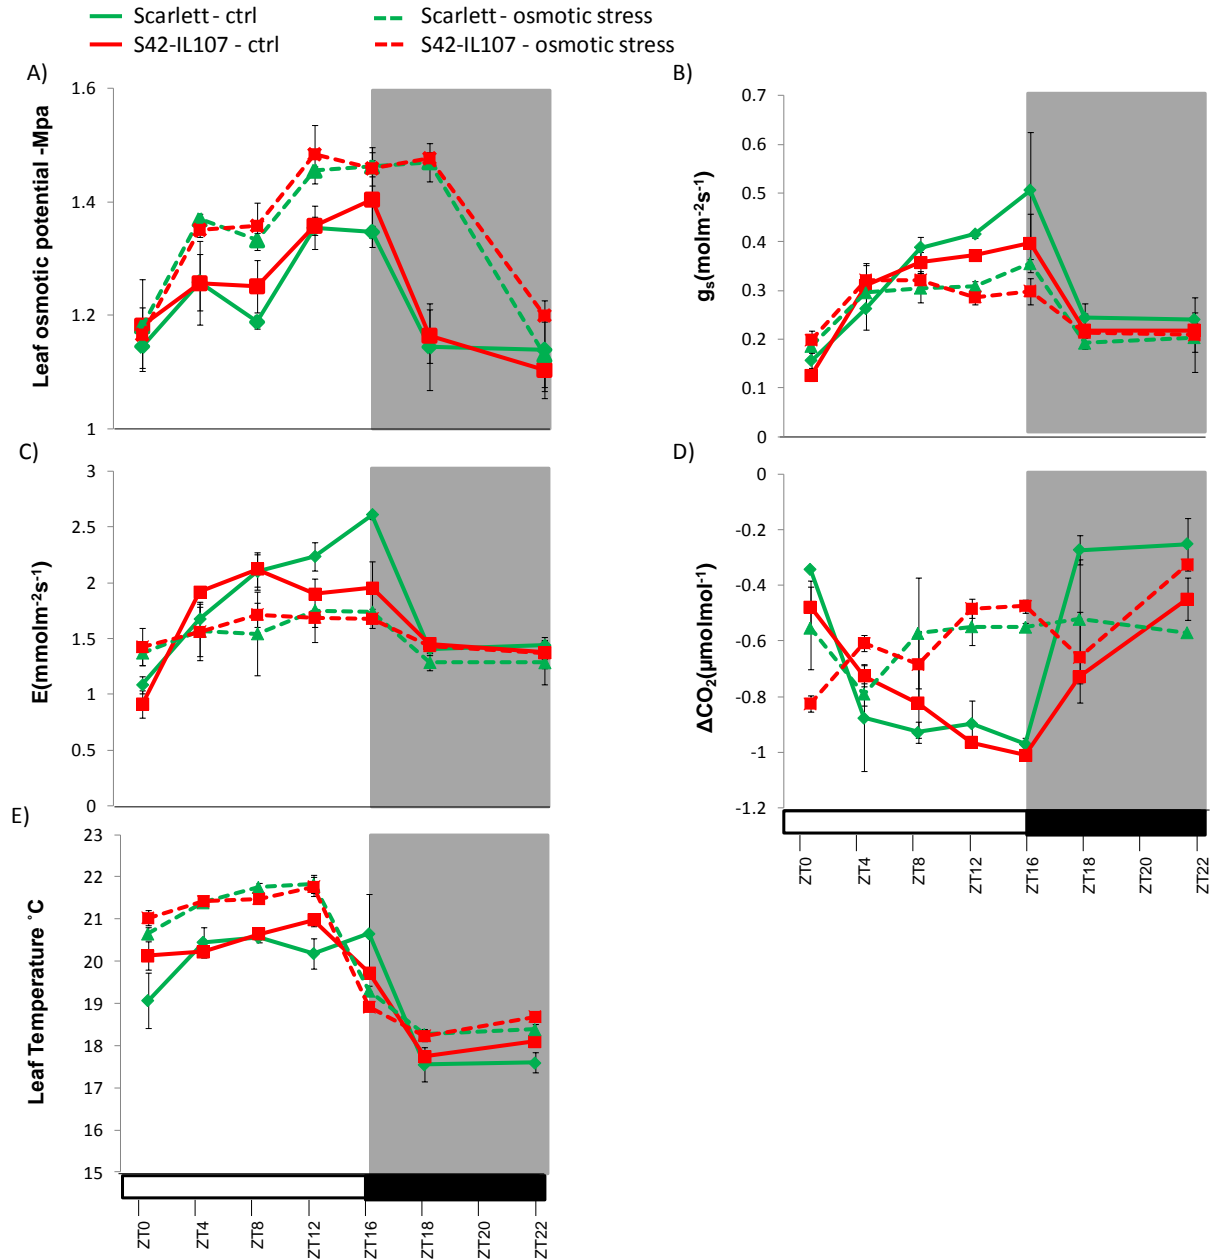 Scarlett - ctrl
Scarlett - osmotic stress
S42-IL107 - ctrl
S42-IL107 - osmotic stress
A)
Leaf osmotic potential -Mpa
1.6
1.4
1.2
1
B)
gs(molm-2s-1)
0.7
0.6
0.5
0.4
0.3
0.2
0.1
0
C)
E(mmolm-2s-1)
3
2.5
2
1.5
1
0.5
0
D)
ΔCO2(µmolmol-1)
0
-0.2
-0.4
-0.6
-0.8
-1
-1.2
ZT0
ZT4
ZT8
ZT12
ZT16
ZT18
ZT20
ZT22
E)
Leaf Temperature ˚C
23
22
21
20
19
18
17
16
15
ZT0
ZT4
ZT8
ZT12
ZT16
ZT18
ZT20
ZT22